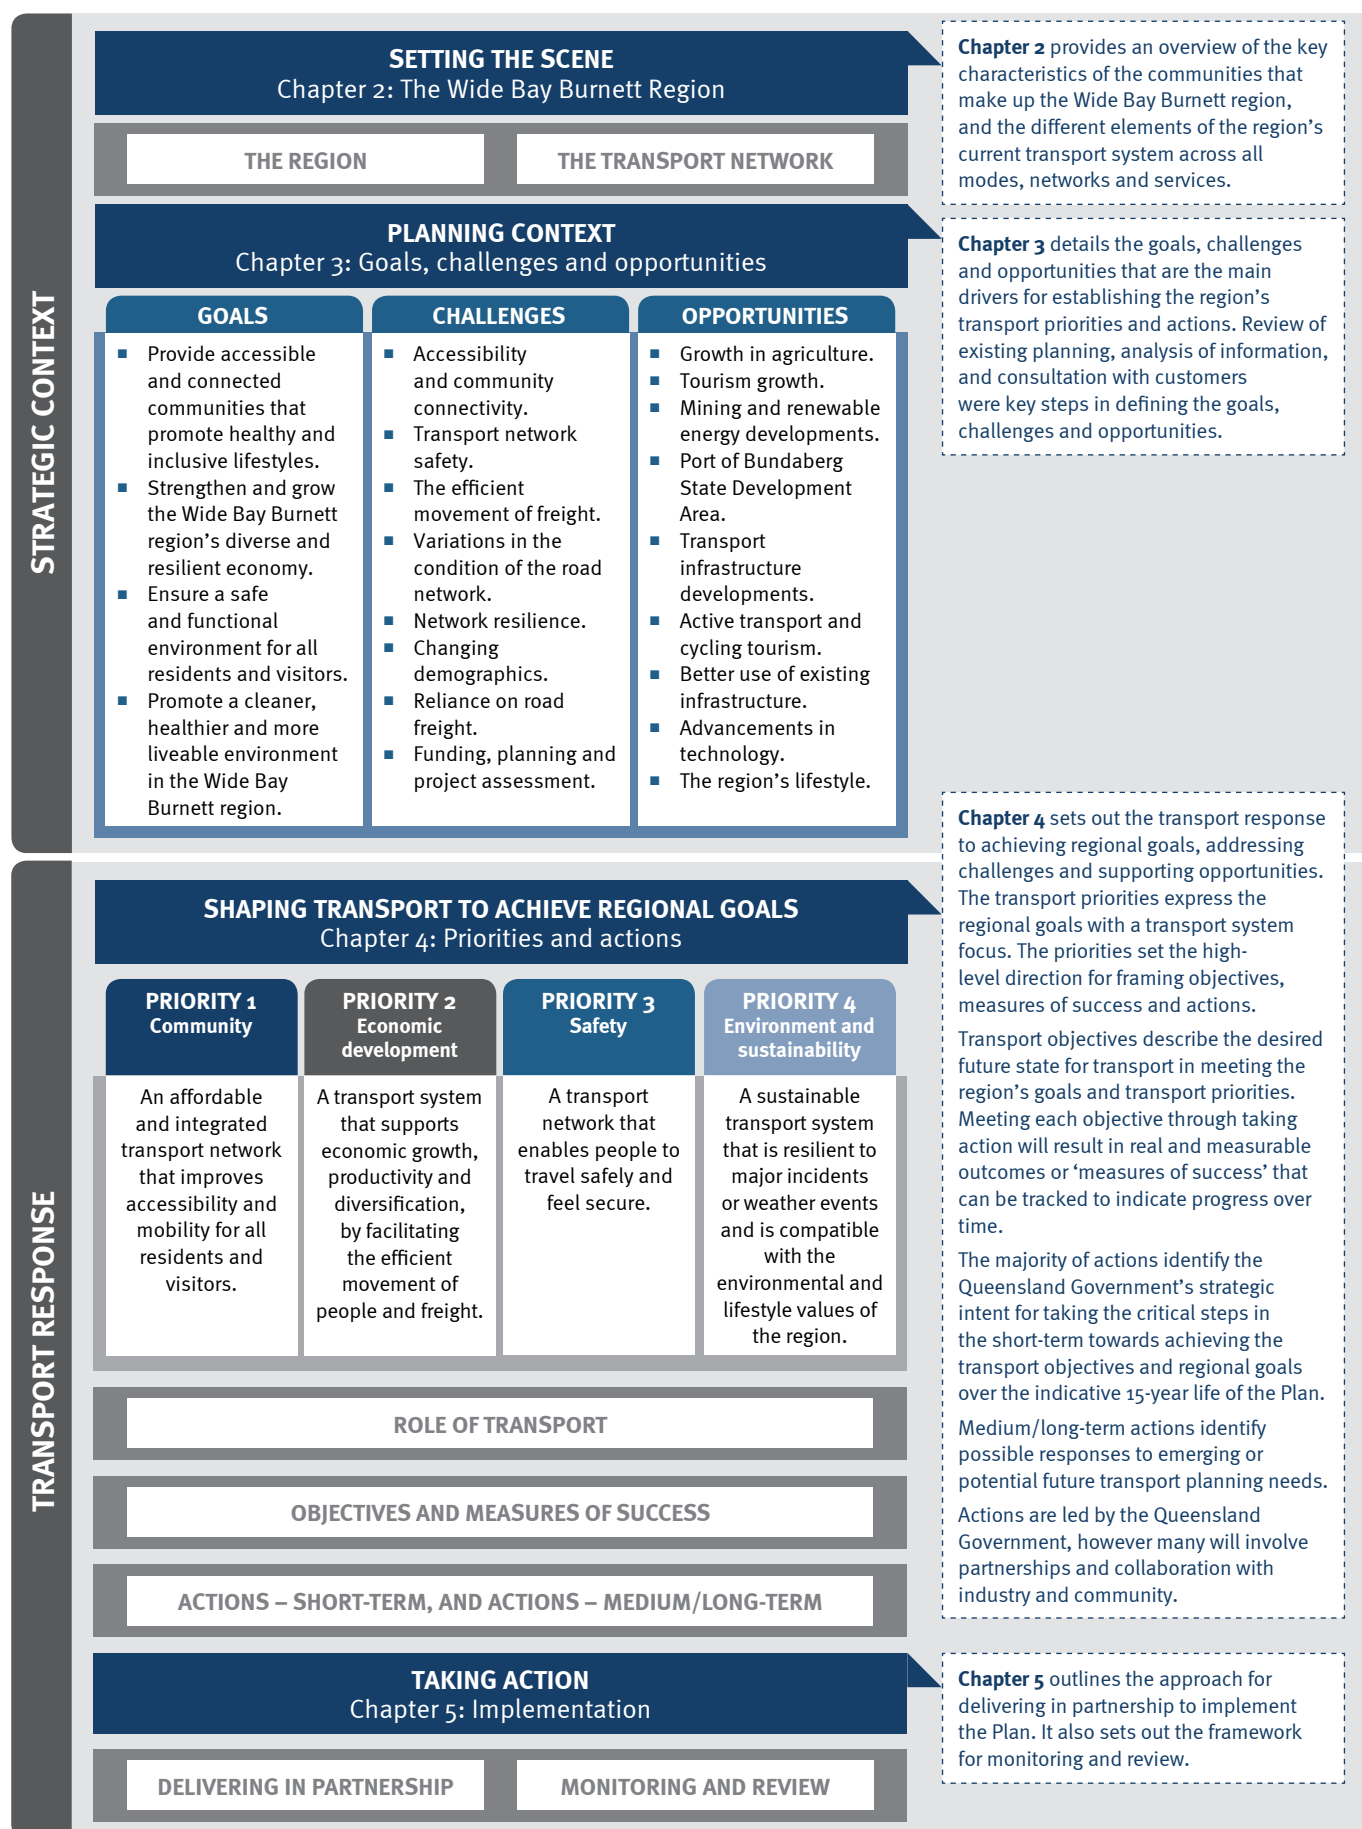 STRATEGIC CONTEXT
SETTING THE SCENE
Chapter 2: The Wide Bay Burnett Region
THE REGION
THE TRANSPORT NETWORK
Chapter 2 provides an overview of the key
characteristics of the communities that
make up the Wide Bay Burnett region,
and the different elements of the region's
current transport system across all
modes, networks and services.
PLANNING CONTEXT
Chapter 3: Goals, challenges and opportunities
Chapter 3 details the goals, challenges
and opportunities that are the main
drivers for establishing the region's
transport priorities and actions. Review of
existing planning, analysis of information,
and consultation with customers
were key steps in defining the goals,
challenges and opportunities.
GOALS
▪ Provide accessible
and connected
communities that
promote healthy and
inclusive lifestyles.
▪ Strengthen and grow
the Wide Bay Burnett
region's diverse and
resilient economy.
▪ Ensure a safe
and functional
environment for all
residents and visitors.
▪ Promote a cleaner,
healthier and more
liveable environment
in the Wide Bay
Burnett region.
CHALLENGES
▪ Accessibility
and community
connectivity.
▪ Transport network
safety.
▪ The efficient
movement of freight.
▪ Variations in the
condition of the road
network.
▪ Network resilience.
▪ Changing
demographics.
▪ Reliance on road
freight.
▪ Funding, planning and
project assessment.
OPPORTUNITIES
▪ Growth in agriculture.
▪ Tourism growth.
▪ Mining and renewable
energy developments.
▪ Port of Bundaberg
State Development
Area.
▪ Transport
infrastructure
developments.
▪ Active transport and
cycling tourism.
▪ Better use of existing
infrastructure.
▪ Advancements in
technology.
▪ The region's lifestyle.
TRANSPORT RESPONSE
SHAPING TRANSPORT TO ACHIEVE REGIONAL GOALS
Chapter 4: Priorities and actions
PRIORITY 1
Community
An affordable
and integrated
transport network
that improves
accessibility and
mobility for all
residents and
visitors.
PRIORITY 2
Economic
development
A transport system
that supports
economic growth,
productivity and
diversification,
by facilitating
the efficient
movement of
people and freight.
PRIORITY 3
Safety
A transport
network that
enables people to
travel safely and
feel secure.
PRIORITY 4
Environment and
sustainability
A sustainable
transport system
that is resilient to
major incidents
or weather events
and is compatible
with the
environmental and
lifestyle values of
the region.
ROLE OF TRANSPORT
OBJECTIVES AND MEASURES OF SUCCESS
ACTIONS – SHORT-TERM, AND ACTIONS – MEDIUM/LONG-TERM
Chapter 4 sets out the transport response
to achieving regional goals, addressing
challenges and supporting opportunities.
The transport priorities express the
regional goals with a transport system
focus. The priorities set the high-
level direction for framing objectives,
measures of success and actions.
Transport objectives describe the desired
future state for transport in meeting the
region's goals and transport priorities.
Meeting each objective through taking
action will result in real and measurable
outcomes or 'measures of success' that
can be tracked to indicate progress over
time.
The majority of actions identify the
Queensland Government's strategic
intent for taking the critical steps in
the short-term towards achieving the
transport objectives and regional goals
over the indicative 15-year life of the Plan.
Medium/long-term actions identify
possible responses to emerging or
potential future transport planning needs.
Actions are led by the Queensland
Government, however many will involve
partnerships and collaboration with
industry and community.
TAKING ACTION
Chapter 5: Implementation
DELIVERING IN PARTNERSHIP
MONITORING AND REVIEW
Chapter 5 outlines the approach for
delivering in partnership to implement
the Plan. It also sets out the framework
for monitoring and review.